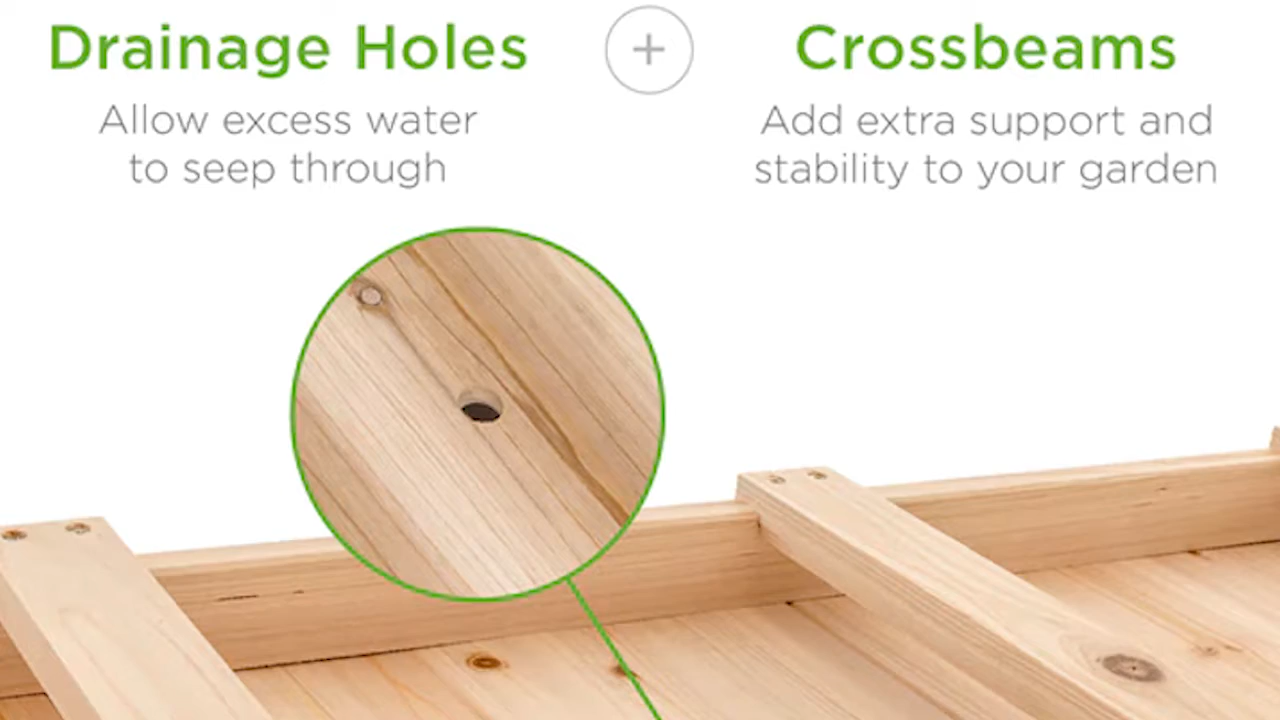 Drainage Holes
Allow excess water
to seep through
+
Crossbeams
Add extra support and
stability to your garden